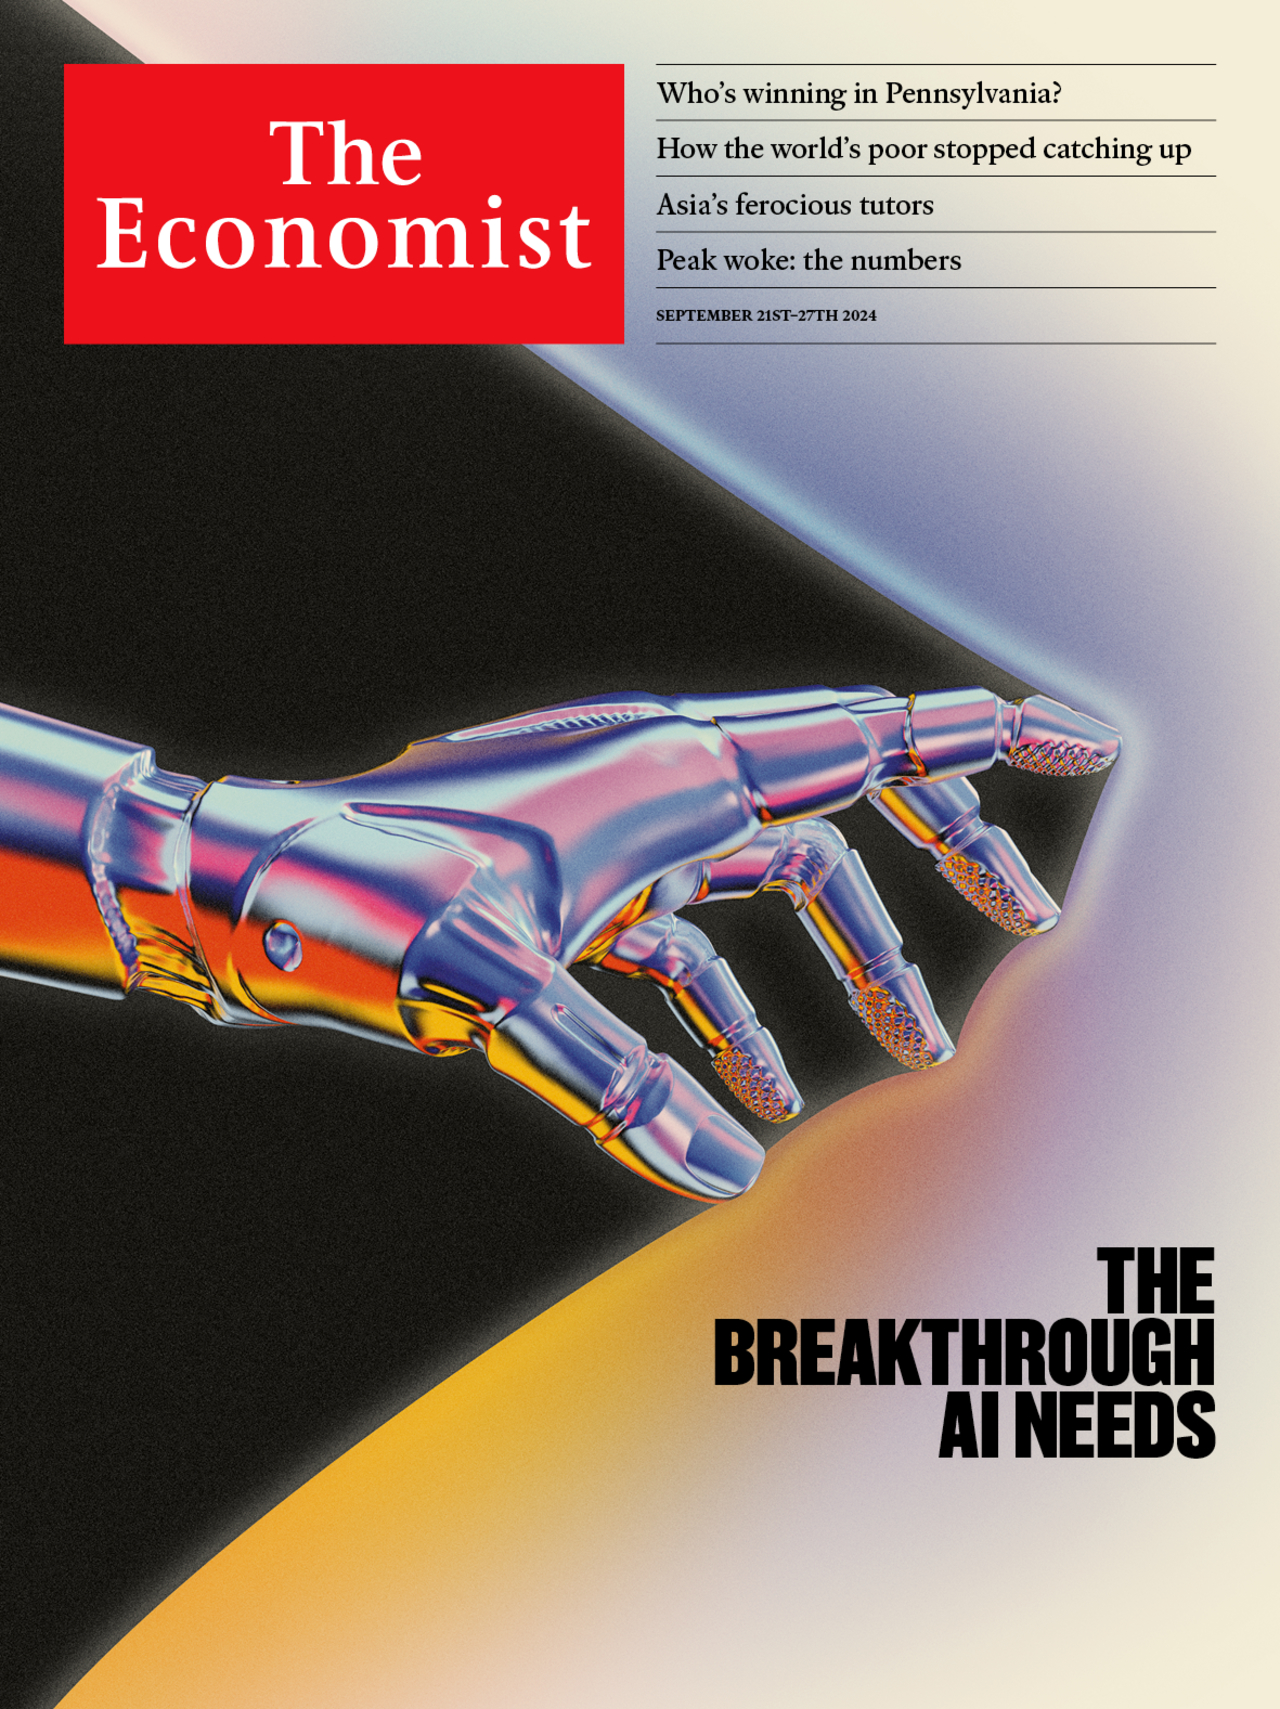 The
Economist
Who’s winning in Pennsylvania?
How the world’s poor stopped catching up
Asia’s ferocious tutors
Peak woke: the numbers
SEPTEMBER 21ST–27TH 2024
THE
BREAKTHROUGH
AI NEEDS